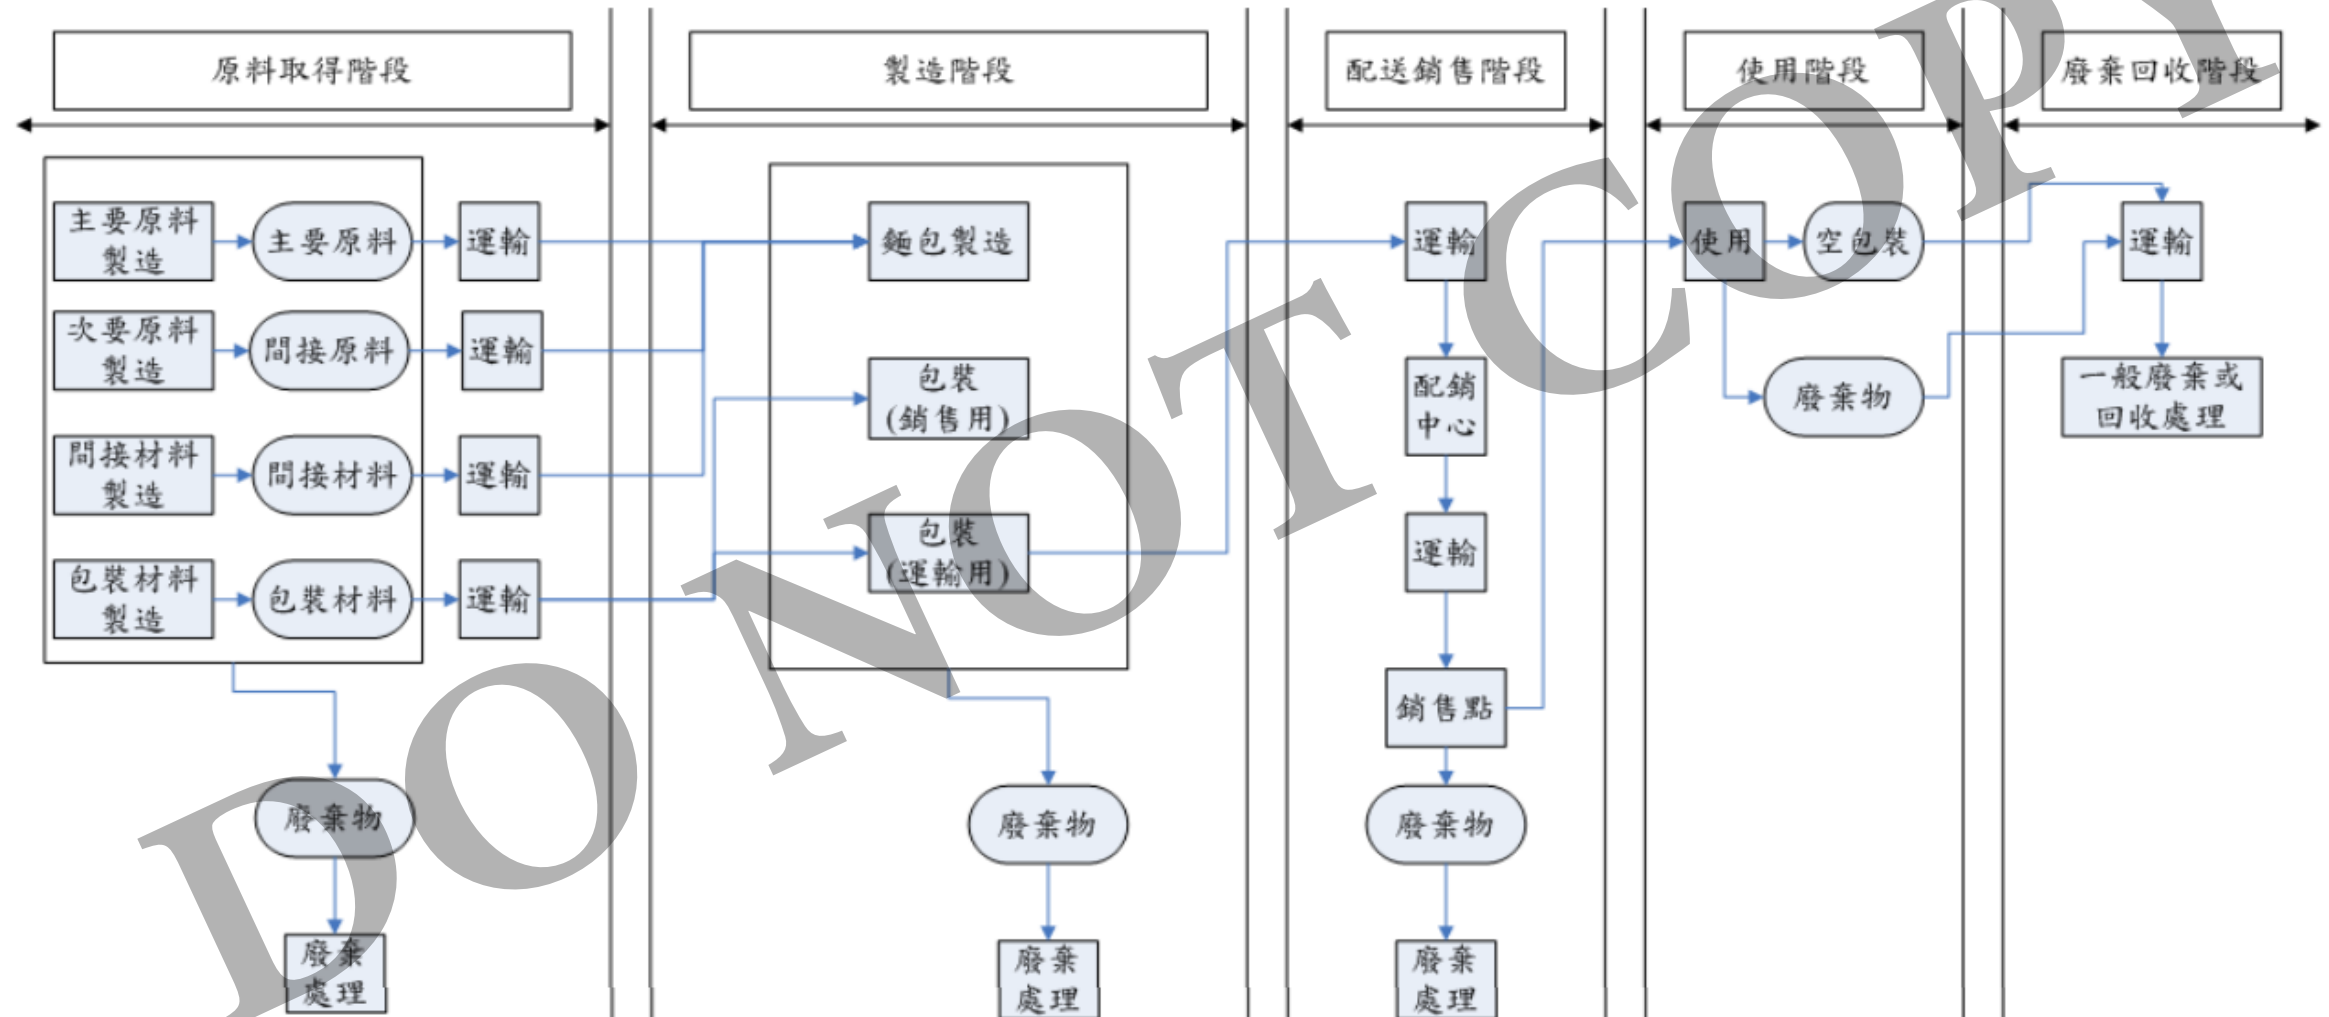 原料取得階段
製造階段
配送銷售階段
使用階段
廢棄回收階段
主要原料
製造
主要原料
運輸
次要原料
製造
間接原料
運輸
間接材料
製造
間接材料
運輸
包裝材料
製造
包裝材料
運輸
廢棄物
廢棄
處理
麵包製造
包裝
(銷售用)
包裝
(運輸用)
廢棄物
廢棄
處理
運輸
配銷
中心
運輸
銷售點
廢棄物
廢棄
處理
使用
空包裝
廢棄物
運輸
一般廢棄或
回收處理
DO NOT COPY